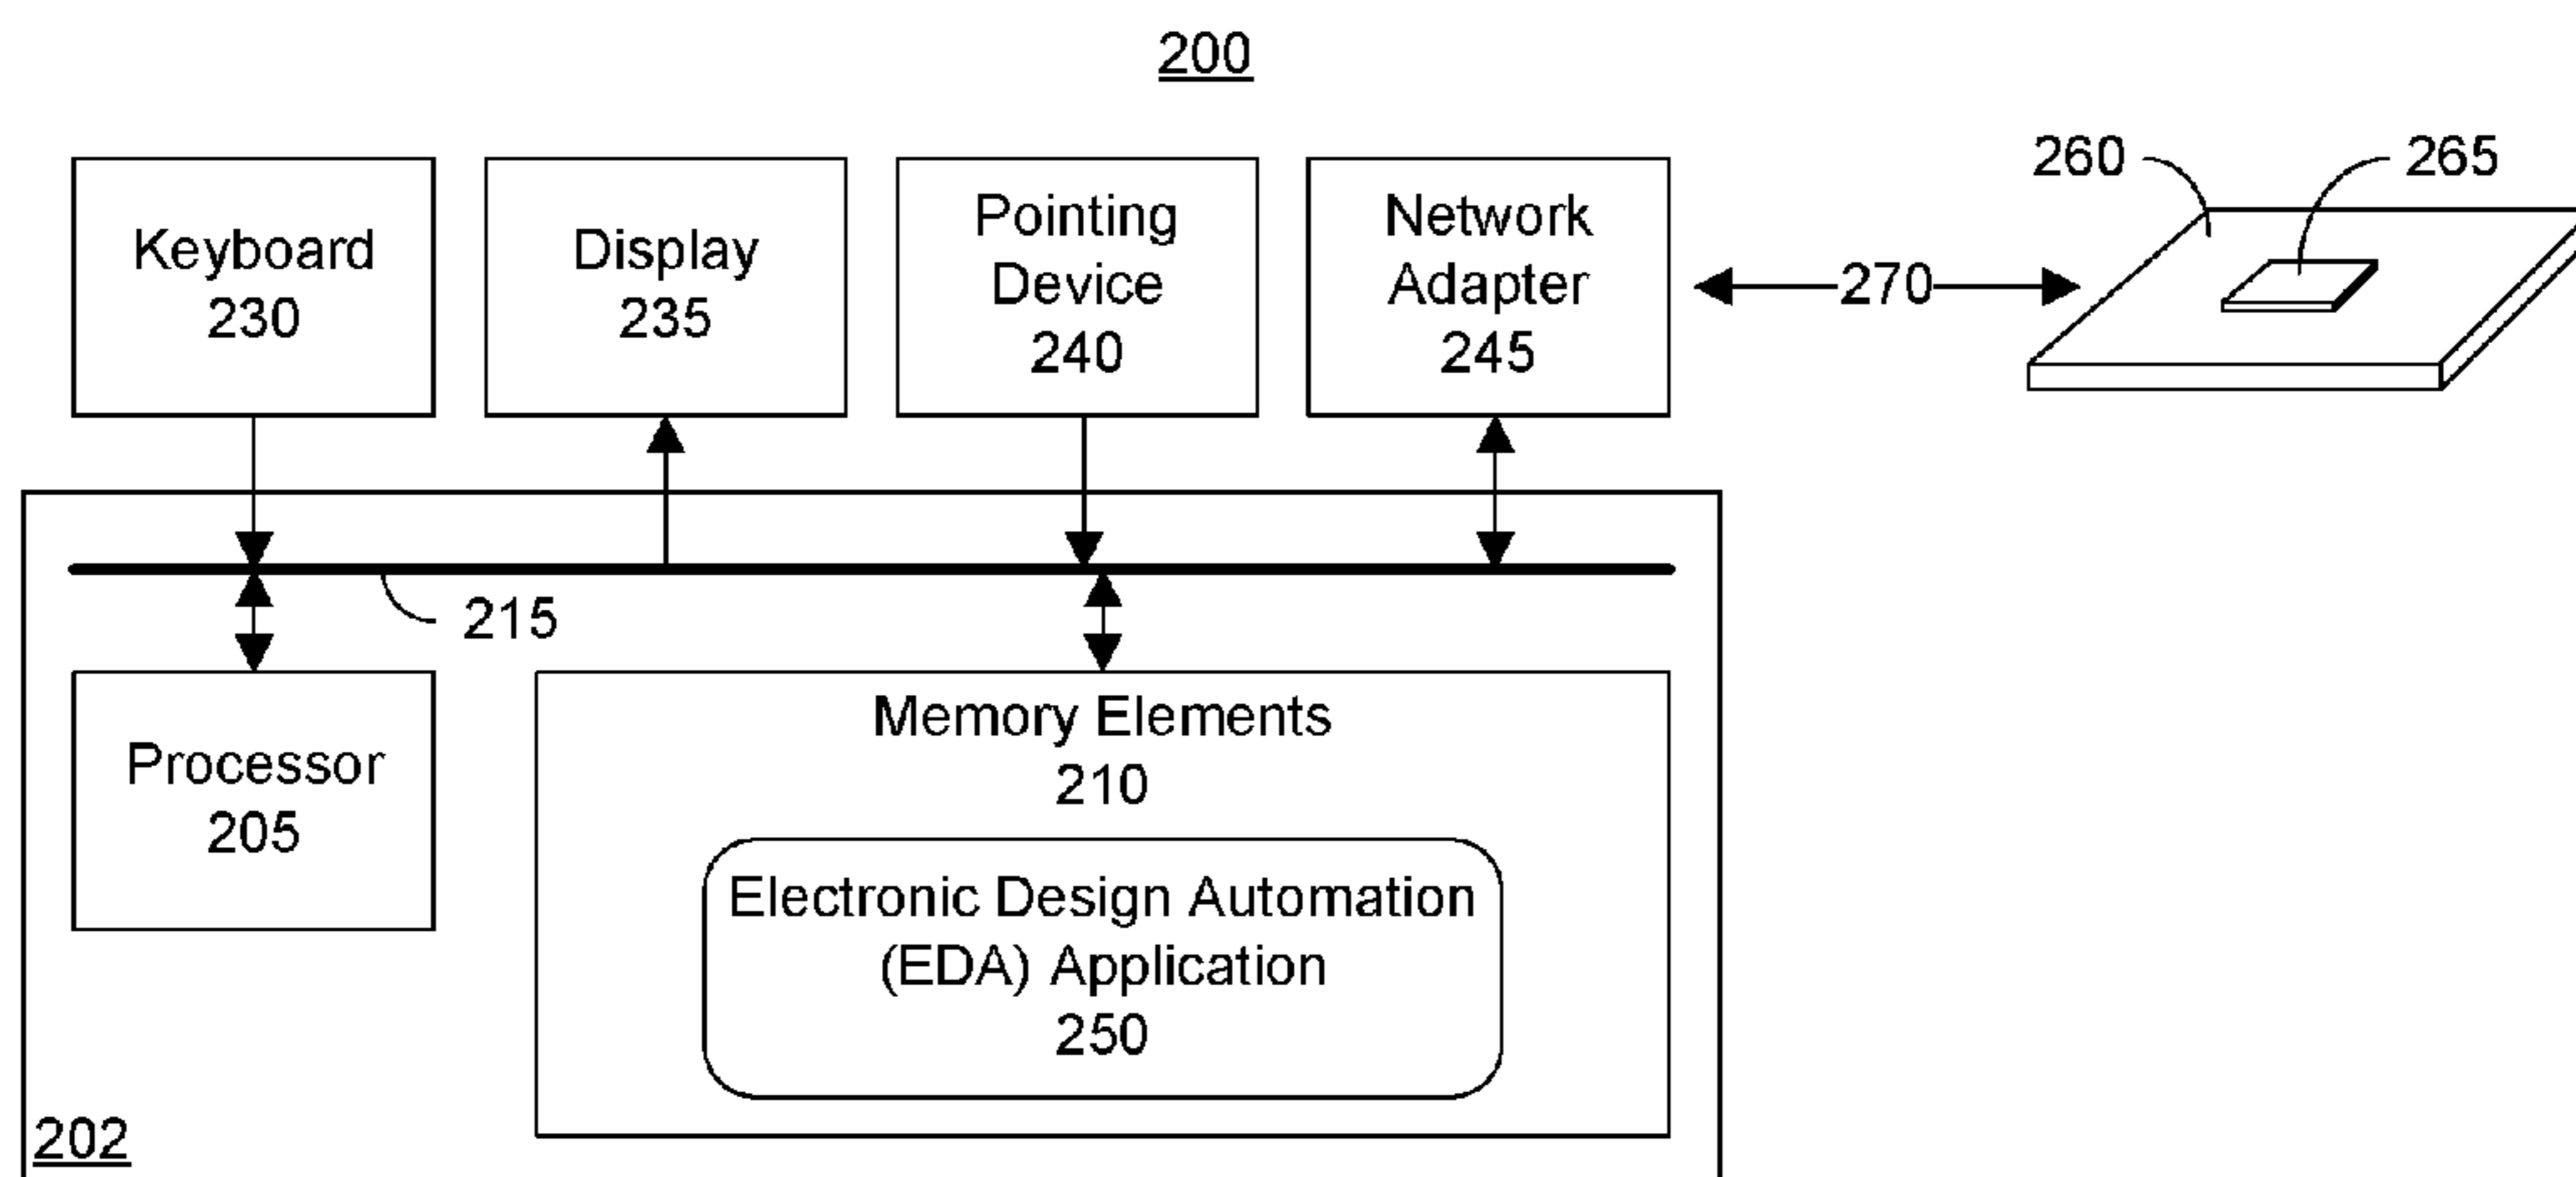 200
260
265
Keyboard
230
Display
235
Pointing
Device
240
Network
Adapter
245
270
215
Processor
205
Memory Elements
210
Electronic Design Automation
(EDA) Application
250
202